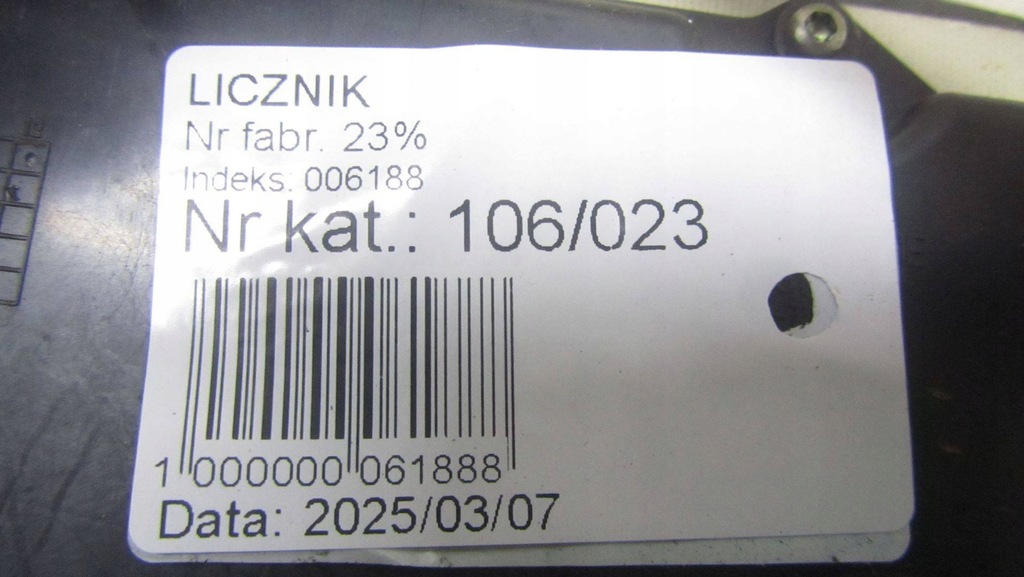 LICZNIK
Nr fabr. 23%
Indeks: 006188
Nr kat.: 106/023
1 000000 061888
Data: 2025/03/07